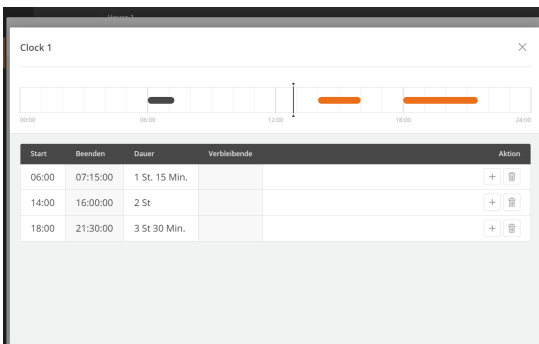 Clock 1
00:00 06:00 12:00 18:00 24:00
Start Beenden Dauer Verbleibende Aktion
06:00 07:15:00 1 St. 15 Min.
14:00 16:00:00 2 St
18:00 21:30:00 3 St 30 Min.